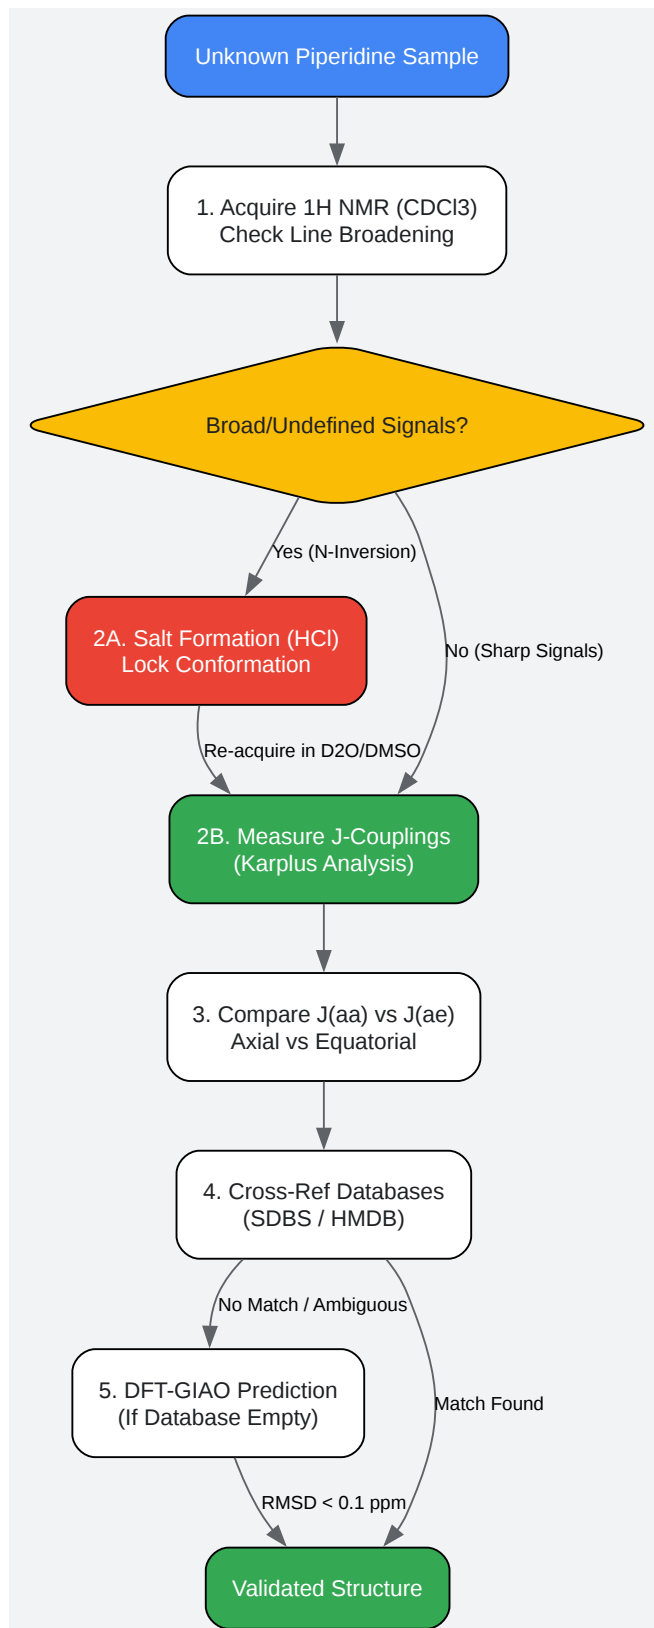 Unknown Piperidine Sample
1. Acquire 1H NMR (CDCl3)
Check Line Broadening
Broad/Undefined Signals?
Yes (N-Inversion)
2A. Salt Formation (HCl)
Lock Conformation
No (Sharp Signals)
Re-acquire in D2O/DMSO
2B. Measure J-Couplings
(Karplus Analysis)
3. Compare J(aa) vs J(ae)
Axial vs Equatorial
4. Cross-Ref Databases
(SDBS / HMDB)
No Match / Ambiguous
5. DFT-GIAO Prediction
(If Database Empty)
Match Found
RMSD < 0.1 ppm
Validated Structure